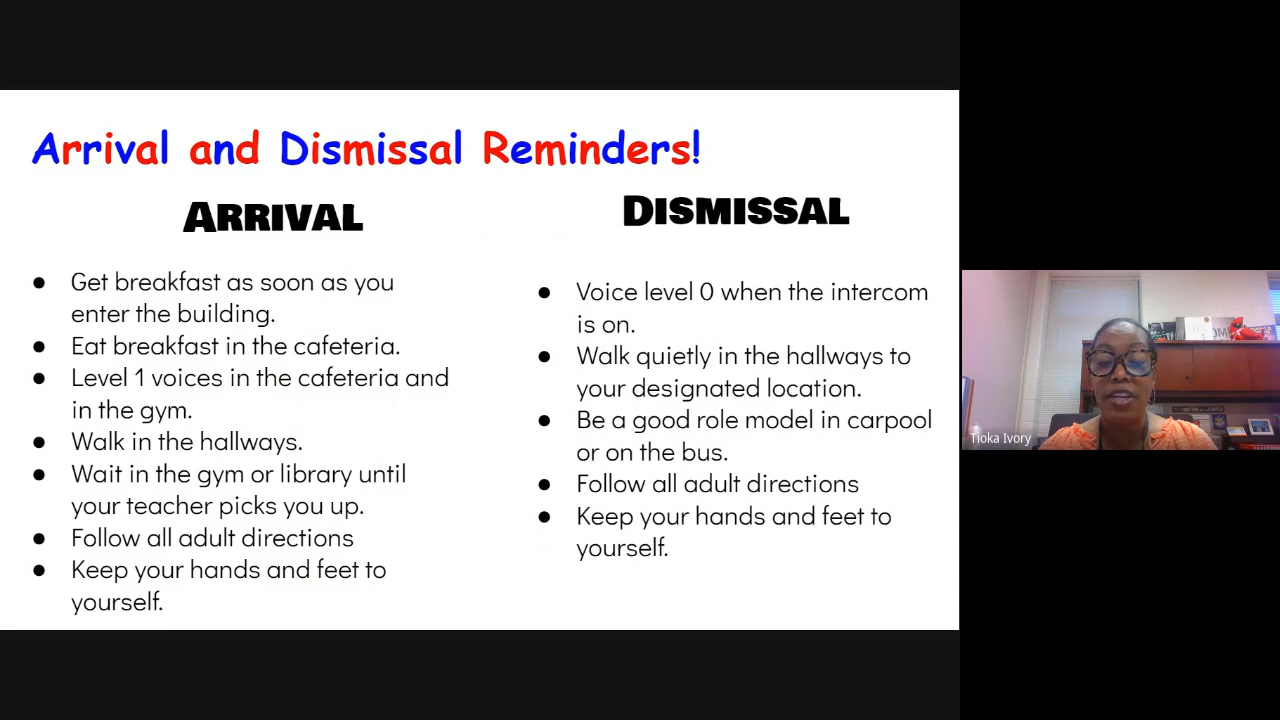 Arrival and Dismissal Reminders!
ARRIVAL
Get breakfast as soon as you
enter the building.
Eat breakfast in the cafeteria.
Level 1 voices in the cafeteria and
in the gym.
Walk in the hallways.
Wait in the gym or library until
your teacher picks you up.
Follow all adult directions
Keep your hands and feet to
yourself.
DISMISSAL
Voice level 0 when the intercom
is on.
Walk quietly in the hallways to
your designated location.
Be a good role model in carpool
or on the bus.
Follow all adult directions
Keep your hands and feet to
yourself.
Tioka Ivory